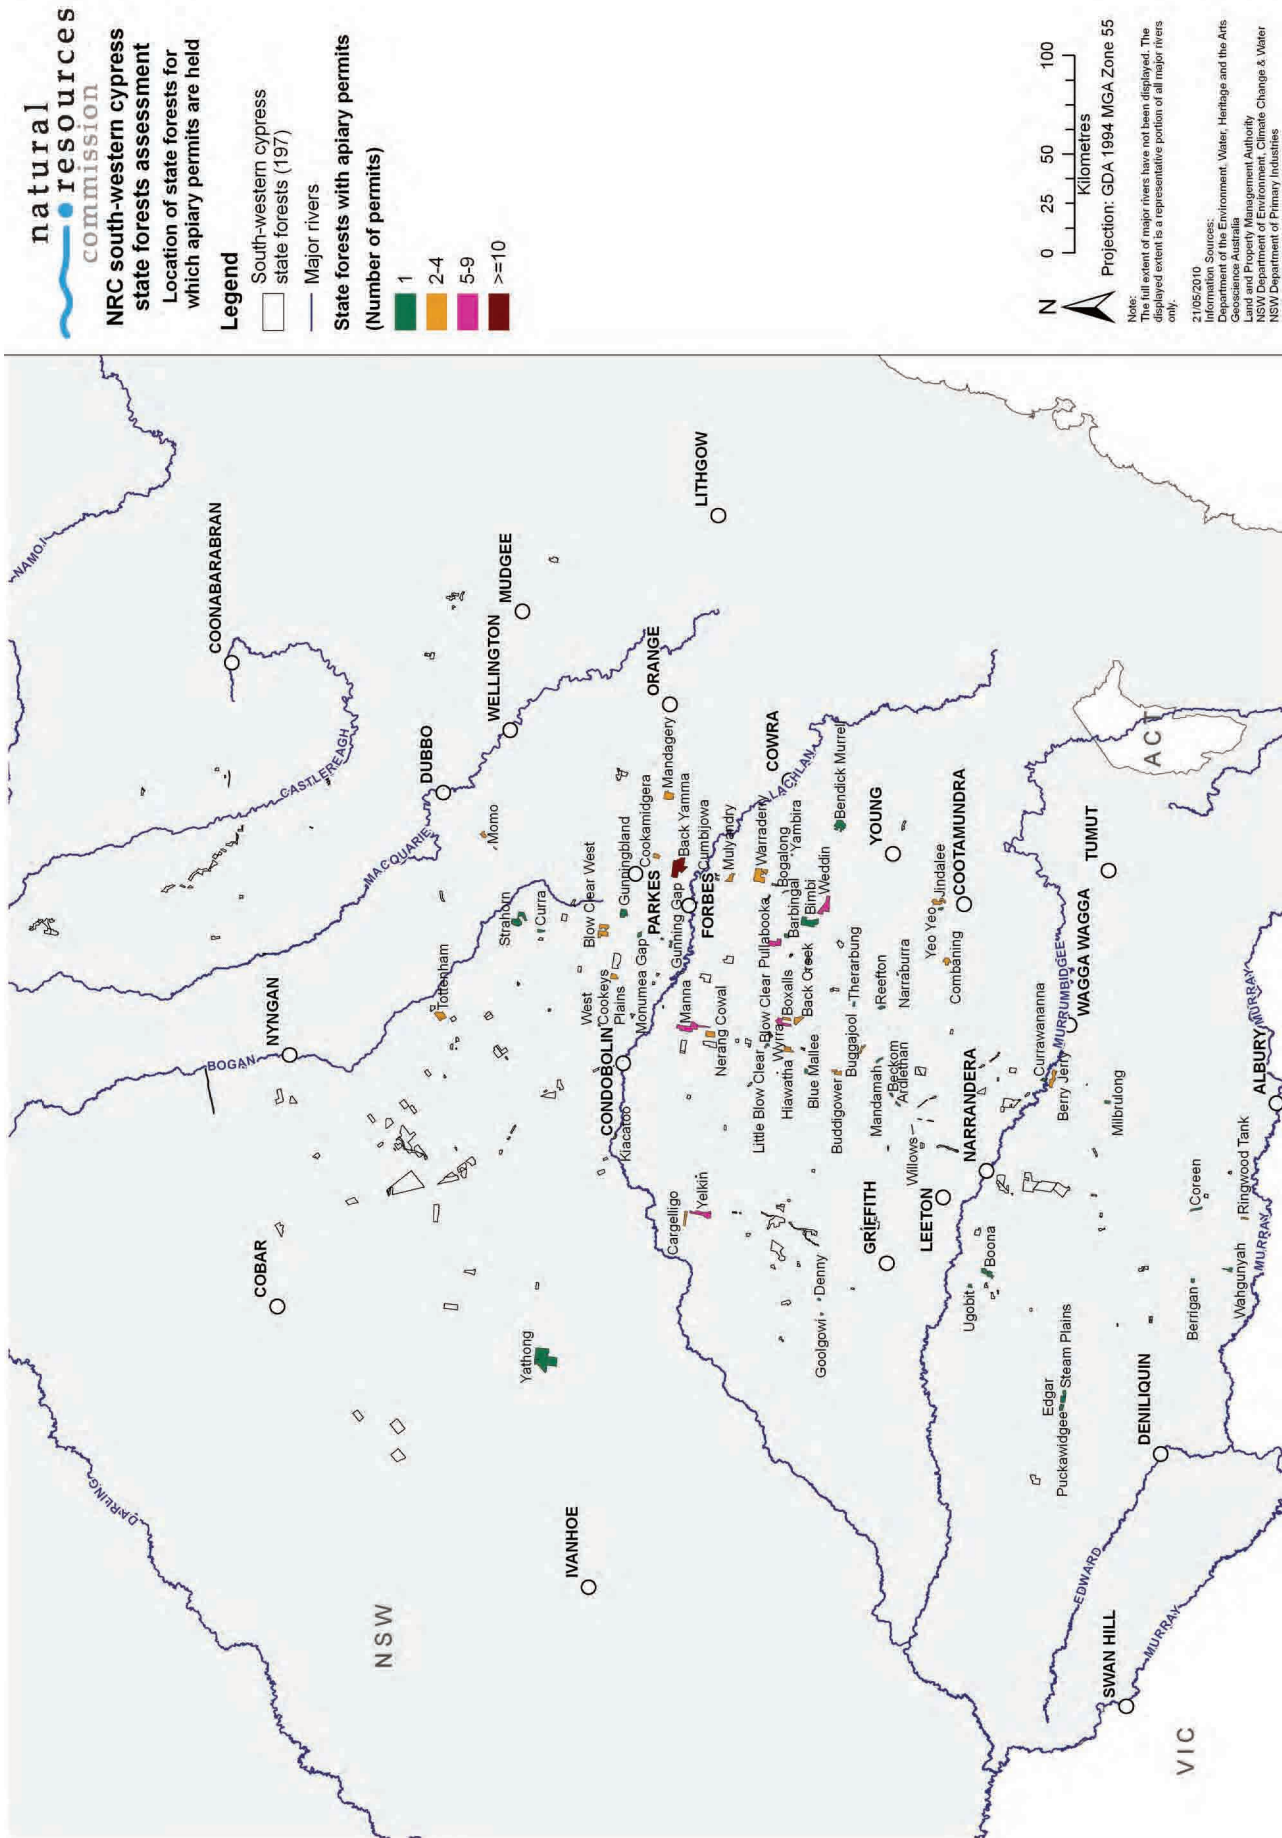 natural
resources
commission
NRC south-western cypress
state forests assessment
Location of state forests for
which apiary permits are held
Legend
South-western cypress
state forests (197)
Major rivers
State forests with apiary permits
(Number of permits)
1
2-4
5-9
>=10
N
0 25 50 100
Kilometres
Projection: GDA 1994 MGA Zone 55
Note:
The full extent of major rivers have not been displayed. The
displayed extent is a representative portion of all major rivers
only.
21/05/2010
Information Sources:
Department of the Environment, Water, Heritage and the Arts
Geoscience Australia
Land and Property Management Authority
NSW Department of Environment, Climate Change & Water
NSW Department of Primary Industries
NAMOI
COONABARABRAN
CASTLEREAGH
MACQUARIE
BOGAN
NYNGAN
COBAR
DARLING
NSW
IVANHOE
DUBBO
WELLINGTON
MUDGEE
LITHGOW
ORANGE
Momo
Tottenham
Strahorn
Curra
Yathong
Blow Clear West
Gunningbland
PARKES
Cookamidgera
Mandagery
Back Yamma
Cumbijowa
FORBES
Gunning Gap
Monumea Gap
West
Cookeys
Plains
CONDOBOLIN
Kiacatoo
Manna
Nerang Cowal
Cargelligo
Yelkin
Mulyandry
Warraderry
COWRA
LACHLAN
Bogalong
Yambira
Barbingal
Bimbi
Weddin
Bendick Murrell
Pullabooka
Blow Clear
Boxalls
Back Creek
Wyrra
Little Blow Clear
Hiawatha
Blue Mallee
Buddigower
Buggajool
Therarbung
Reefton
Narraburra
Mandamah
Beckom
Ardlethan
YOUNG
Jindalee
Yeo Yeo
COOTAMUNDRA
Combaning
Willows
NARRANDERA
LEETON
GRIFFITH
Denny
Goolgowi
Ugobit
Boona
ACT
TUMUT
WAGGA WAGGA
MURRUMBIDGEE
Currawananna
Berry Jerry
Milbrulong
Edgar
Steam Plains
Puckawidgee
DENILIQUIN
Coreen
Berrigan
Wahgunyah
Ringwood Tank
ALBURY
MURRAY
MURRAY
EDWARD
SWAN HILL
MURRAY
VIC